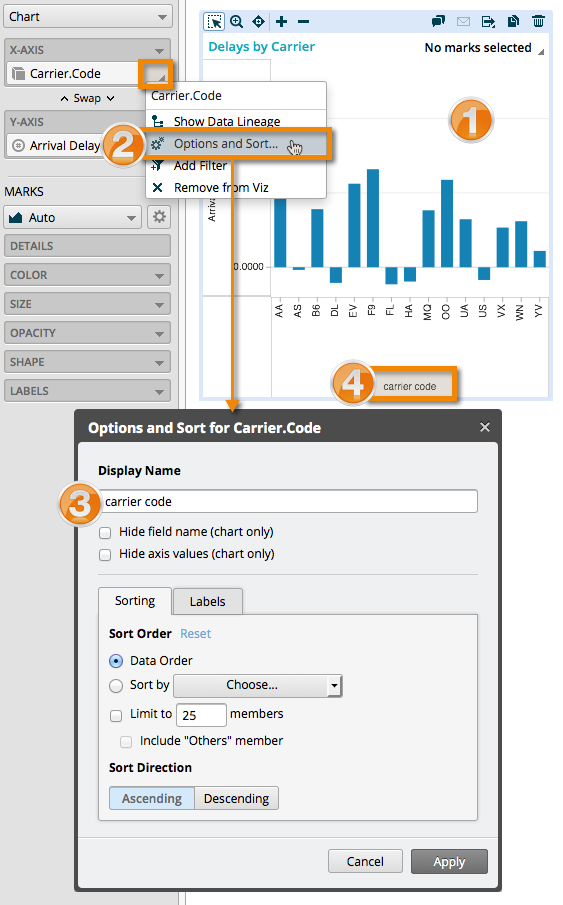 Chart
X-AXIS
Carrier.Code
Swap
Y-AXIS
Arrival Delay
MARKS
Auto
DETAILS
COLOR
SIZE
OPACITY
SHAPE
LABELS
Delays by Carrier
No marks selected
1
Carrier.Code
Show Data Lineage
2
Options and Sort...
Add Filter
Remove from Viz
Arriva
0.0000
AA AS B6 DL EV F9 FL HA MQ OO UA US VX WN YV
4
carrier code
Options and Sort for Carrier.Code
Display Name
3
carrier code
Hide field name (chart only)
Hide axis values (chart only)
Sorting
Labels
Sort Order Reset
Data Order
Sort by Choose...
Limit to 25 members
Include "Others" member
Sort Direction
Ascending Descending
Cancel Apply